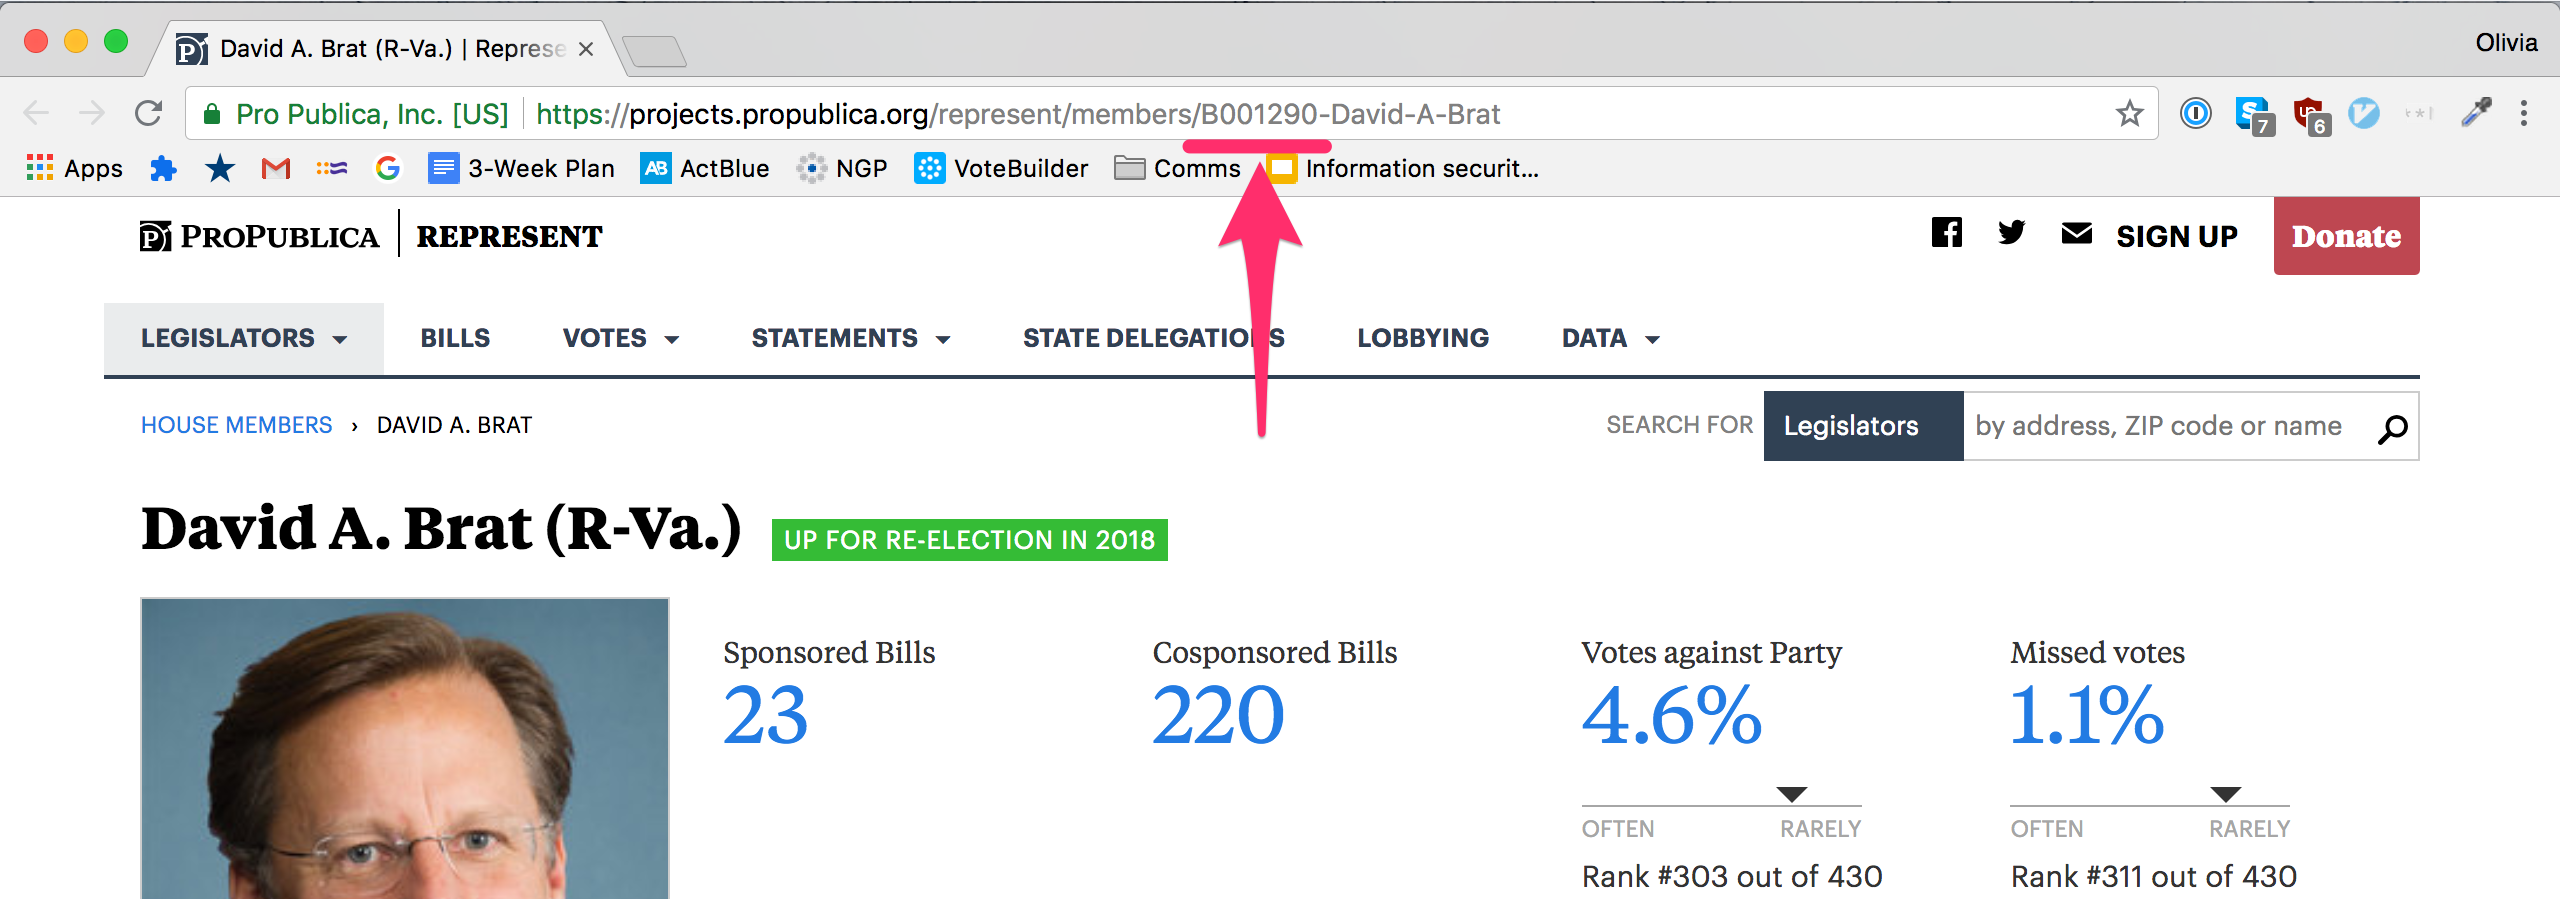 David A. Brat (R-Va.) | Represe
Olivia
Pro Publica, Inc. [US] https://projects.propublica.org/represent/members/B001290-David-A-Brat
7
6
Apps 3-Week Plan AB ActBlue NGP VoteBuilder Comms Information securit...
PROPUBLICA REPRESENT
SIGN UP Donate
LEGISLATORS BILLS VOTES STATEMENTS STATE DELEGATIONS LOBBYING DATA
HOUSE MEMBERS › DAVID A. BRAT
SEARCH FOR Legislators by address, ZIP code or name
David A. Brat (R-Va.) UP FOR RE-ELECTION IN 2018
Sponsored Bills Cosponsored Bills Votes against Party Missed votes
23 220 4.6% 1.1%
OFTEN RARELY OFTEN RARELY
Rank #303 out of 430 Rank #311 out of 430